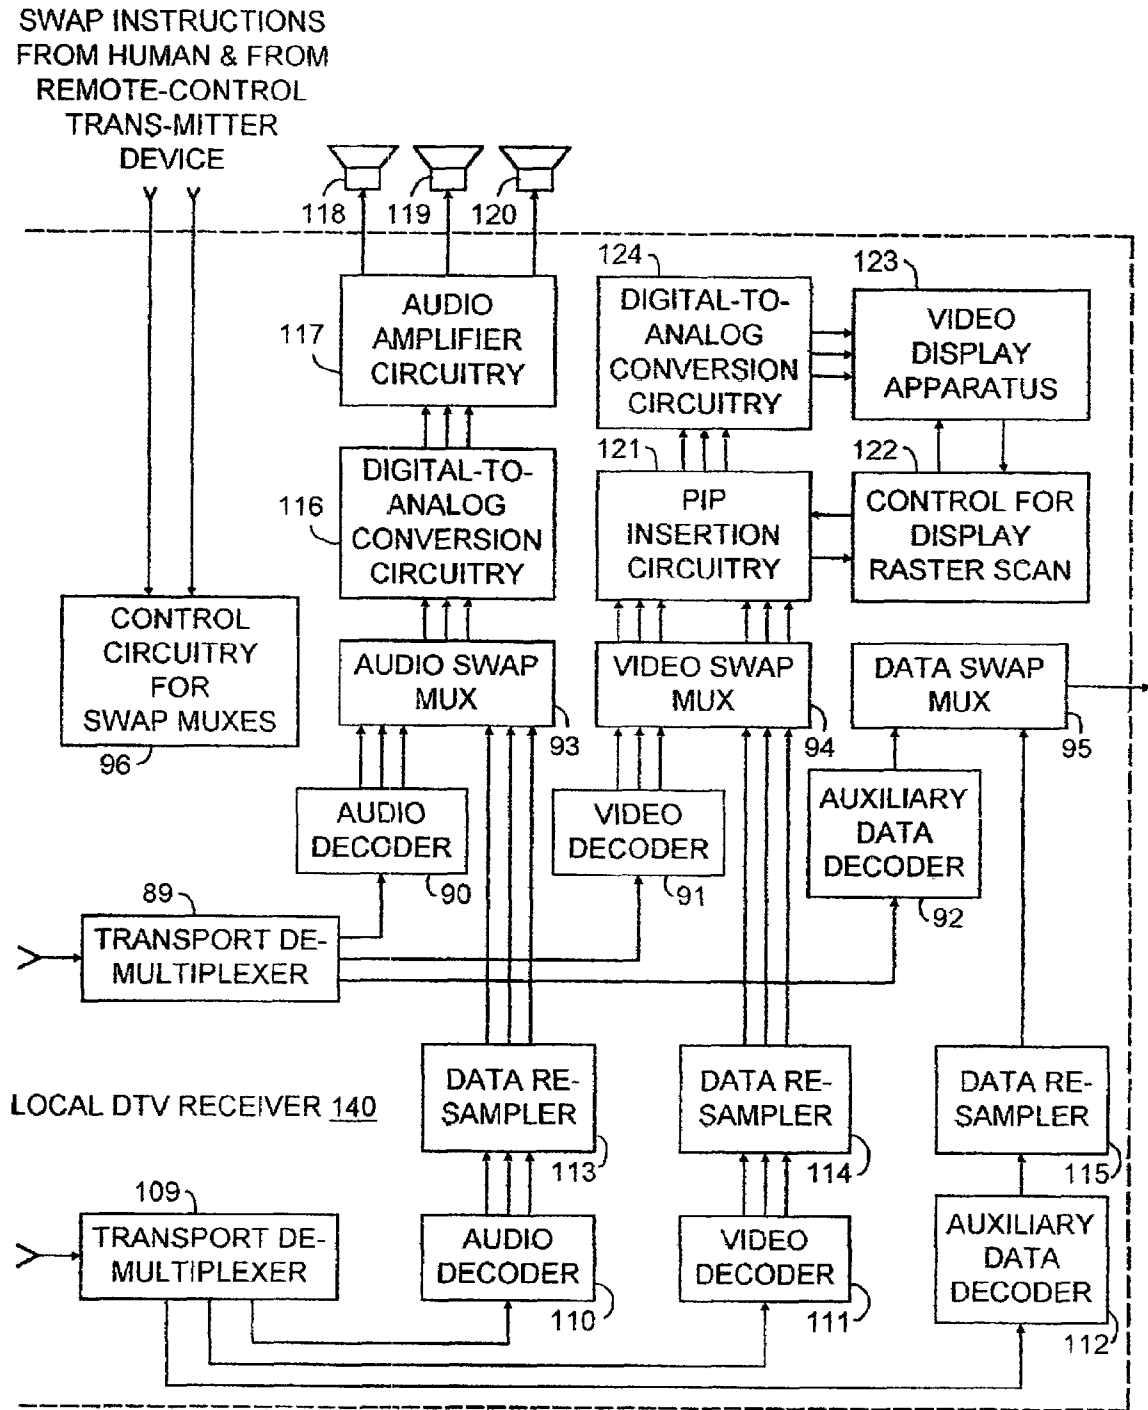 SWAP INSTRUCTIONS
FROM HUMAN & FROM
REMOTE-CONTROL
TRANS-MITTER
DEVICE
118
119
120
117
AUDIO
AMPLIFIER
CIRCUITRY
124
DIGITAL-TO-
ANALOG
CONVERSION
CIRCUITRY
123
VIDEO
DISPLAY
APPARATUS
116
DIGITAL-TO-
ANALOG
CONVERSION
CIRCUITRY
121
PIP
INSERTION
CIRCUITRY
122
CONTROL FOR
DISPLAY
RASTER SCAN
CONTROL
CIRCUITRY
FOR
SWAP MUXES
96
AUDIO SWAP
MUX
93
VIDEO SWAP
MUX
94
DATA SWAP
MUX
95
AUDIO
DECODER
90
VIDEO
DECODER
91
AUXILIARY
DATA
DECODER
92
89
TRANSPORT DE-
MULTIPLEXER
LOCAL DTV RECEIVER 140
DATA RE-
SAMPLER
113
DATA RE-
SAMPLER
114
DATA RE-
SAMPLER
115
109
TRANSPORT DE-
MULTIPLEXER
AUDIO
DECODER
110
VIDEO
DECODER
111
AUXILIARY
DATA
DECODER
112